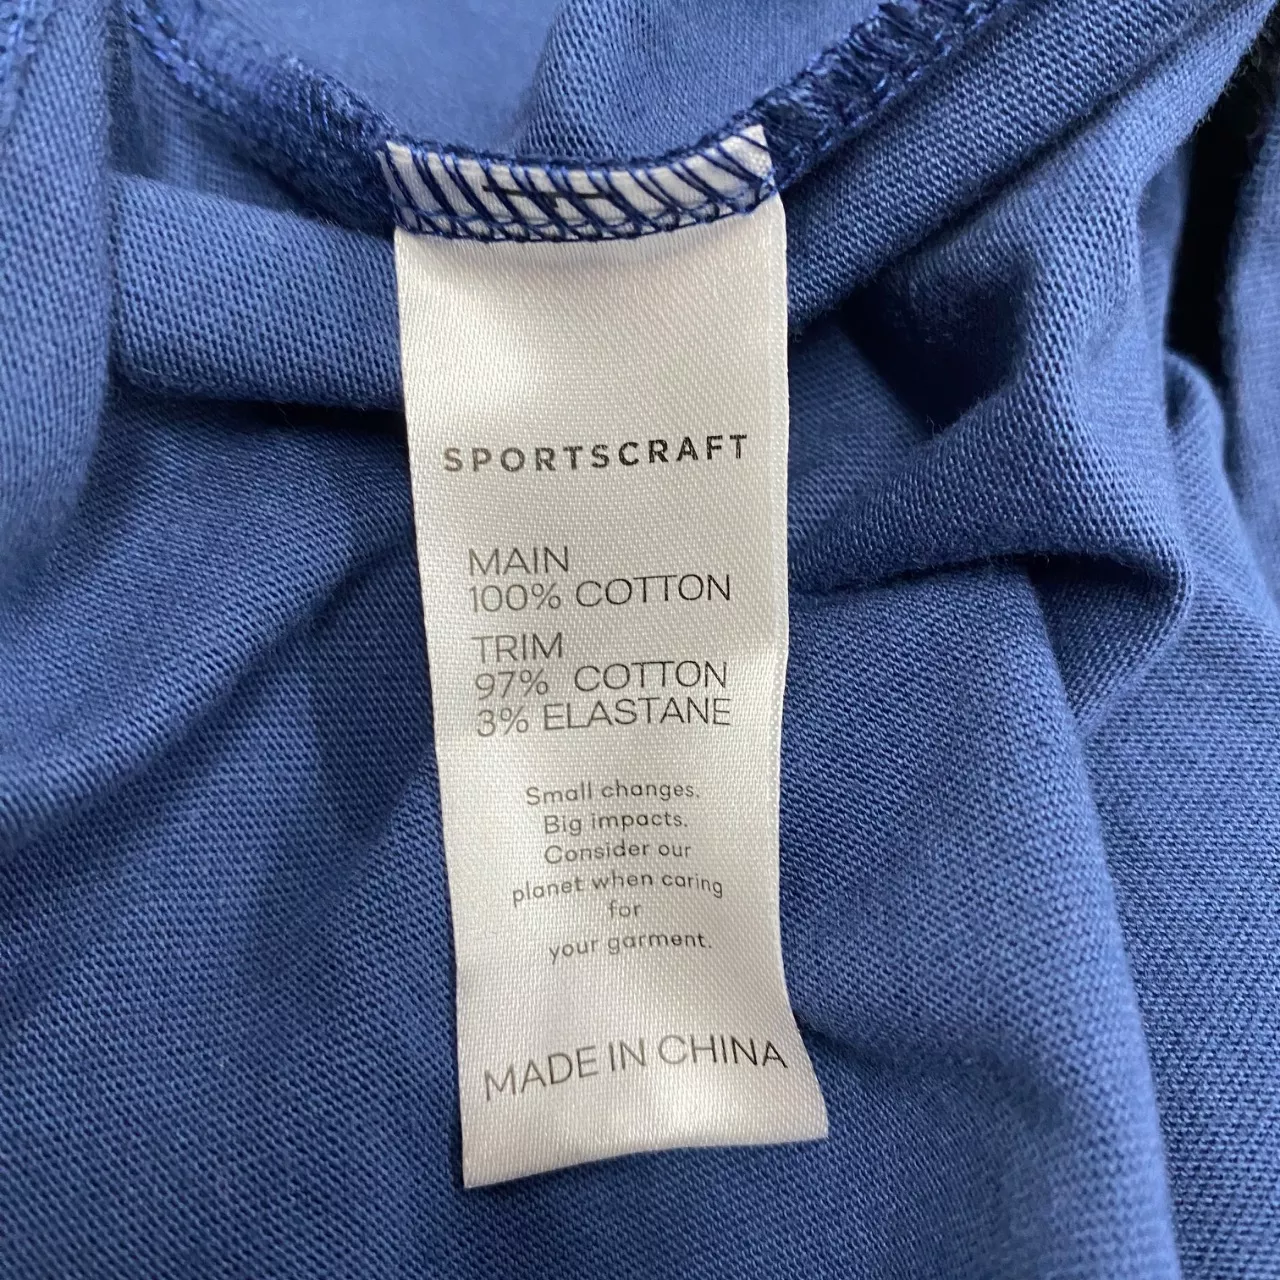 SPORTSCRAFT
MAIN
100% COTTON
TRIM
97% COTTON
3% ELASTANE
Small changes.
Big impacts.
Consider our
planet when caring
for
your garment.
MADE IN CHINA